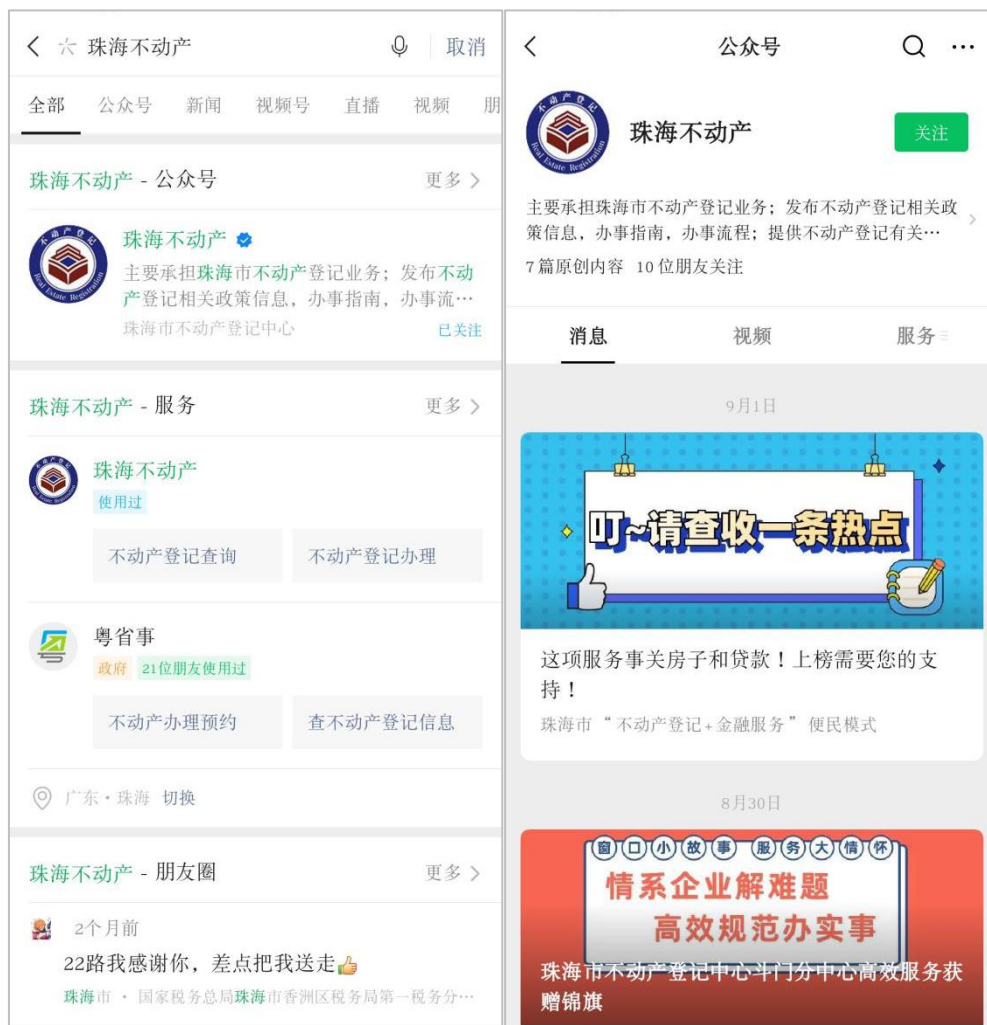 珠海不动产
取消
全部 公众号 新闻 视频号 直播 视频 朋
珠海不动产 - 公众号
更多
不动产登记
Real Estate Registration
珠海不动产
主要承担珠海市不动产登记业务；发布不动
产登记相关政策信息，办事指南，办事流…
珠海市不动产登记中心
已关注
珠海不动产 - 服务
更多
珠海不动产
使用过
不动产登记查询
不动产登记办理
粤省事
政府 21位朋友使用过
不动产办理预约
查不动产登记信息
广东·珠海 切换
珠海不动产 - 朋友圈
更多
2个月前
22路我感谢你，差点把我送走👍
珠海市 · 国家税务总局珠海市香洲区税务局第一税务分…
公众号
不动产登记
Real Estate Registration
珠海不动产
关注
主要承担珠海市不动产登记业务；发布不动产登记相关政
策信息，办事指南，办事流程；提供不动产登记有关…
7篇原创内容 10位朋友关注
消息 视频 服务
9月1日
叮~请查收一条热点
这项服务事关房子和贷款！上榜需要您的支
持！
珠海市“不动产登记+金融服务”便民模式
8月30日
窗口小故事 服务大情怀
情系企业解难题
高效规范办实事
珠海市不动产登记中心斗门分中心高效服务获
赠锦旗